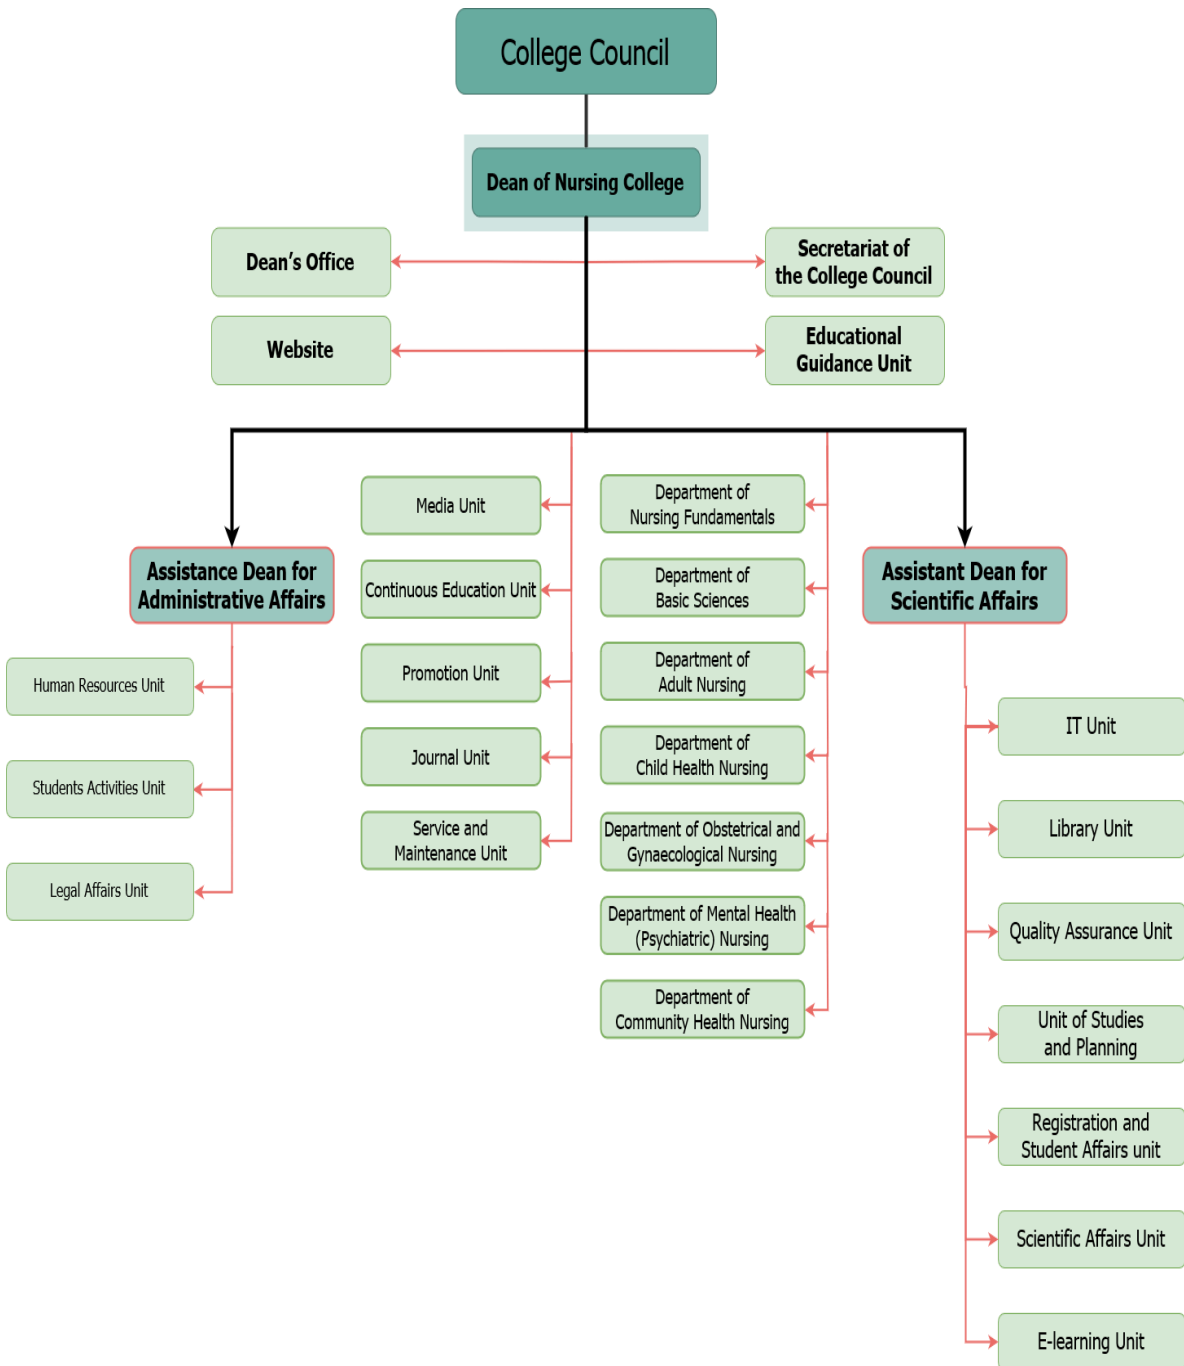 College Council
Dean of Nursing College
Dean's Office
Secretariat of
the College Council
Website
Educational
Guidance Unit
Assistance Dean for
Administrative Affairs
Human Resources Unit
Students Activities Unit
Legal Affairs Unit
Media Unit
Continuous Education Unit
Promotion Unit
Journal Unit
Service and
Maintenance Unit
Department of
Nursing Fundamentals
Department of
Basic Sciences
Department of
Adult Nursing
Department of
Child Health Nursing
Department of Obstetrical and
Gynaecological Nursing
Department of Mental Health
(Psychiatric) Nursing
Department of
Community Health Nursing
Assistant Dean for
Scientific Affairs
IT Unit
Library Unit
Quality Assurance Unit
Unit of Studies
and Planning
Registration and
Student Affairs unit
Scientific Affairs Unit
E-learning Unit